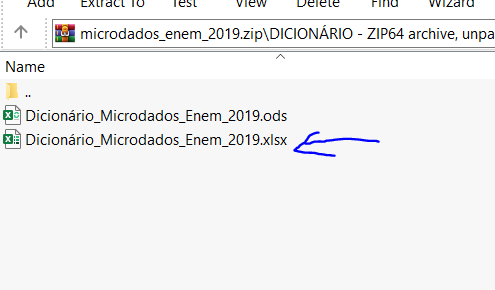 Add Extract To Test View Delete Find Wizard
microdados_enem_2019.zip\DICIONÁRIO - ZIP64 archive, unpa
Name
..
Dicionário_Microdados_Enem_2019.ods
Dicionário_Microdados_Enem_2019.xlsx